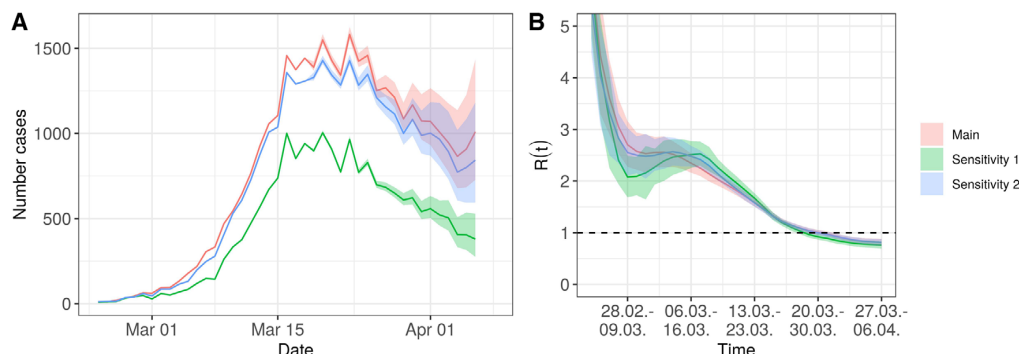 A
Number cases
1500
1000
500
0
Mar 01
Mar 15
Apr 01
Date
B
R(t)
5
4
3
2
1
0
28.02.-
09.03.
06.03.-
16.03.
13.03.-
23.03.
20.03.-
30.03.
27.03.-
06.04.
Time
Main
Sensitivity 1
Sensitivity 2